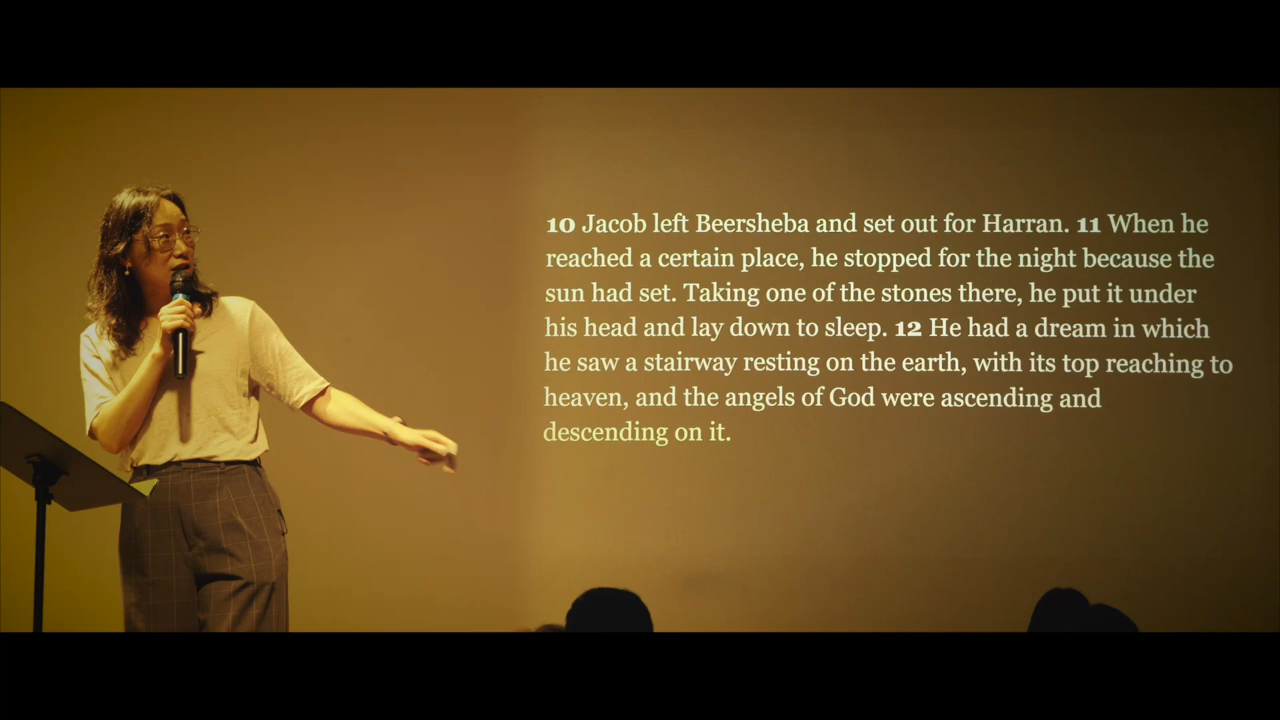 10 Jacob left Beersheba and set out for Harran. 11 When he
reached a certain place, he stopped for the night because the
sun had set. Taking one of the stones there, he put it under
his head and lay down to sleep. 12 He had a dream in which
he saw a stairway resting on the earth, with its top reaching to
heaven, and the angels of God were ascending and
descending on it.